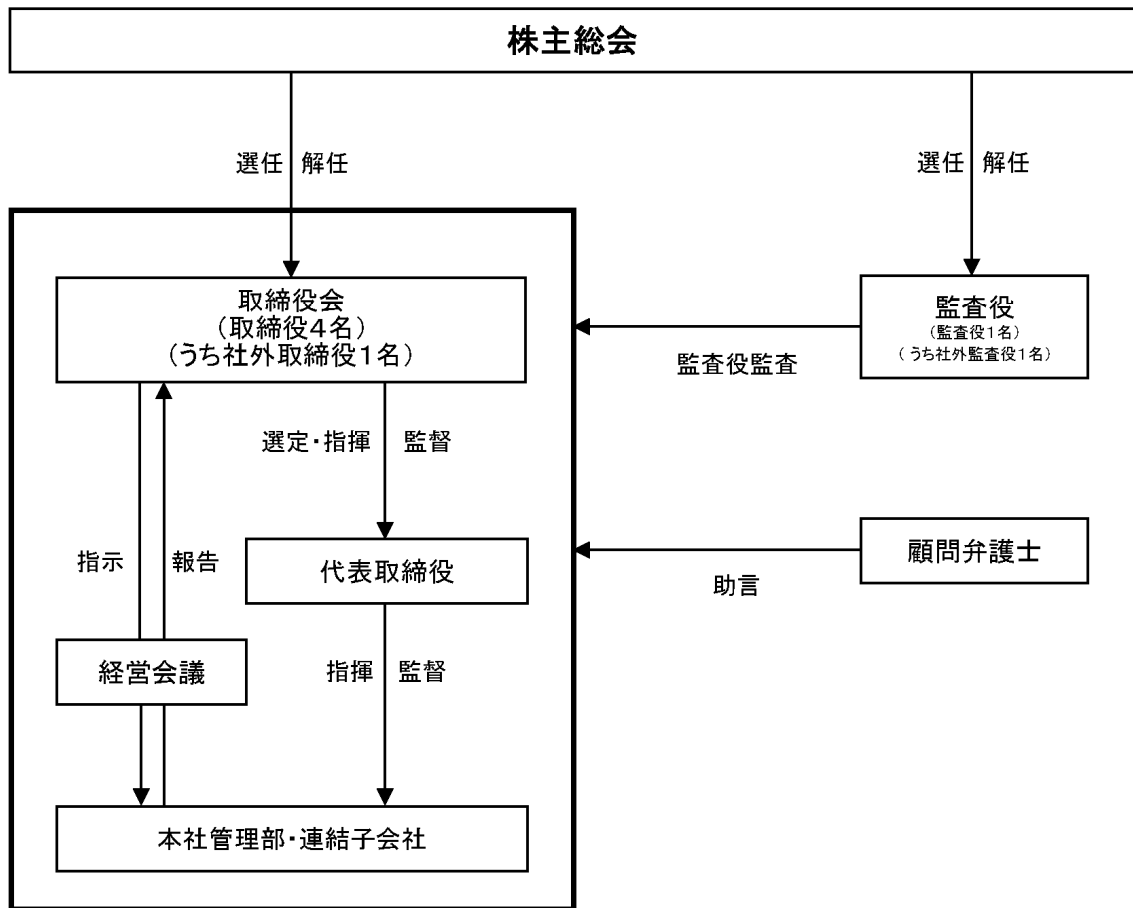 株主総会
選任 解任
選任 解任
取締役会
(取締役4名)
(うち社外取締役1名)
監査役
(監査役1名)
(うち社外監査役1名)
監査役監査
選定・指揮 監督
指示 報告
代表取締役
顧問弁護士
助言
経営会議
指揮 監督
本社管理部・連結子会社